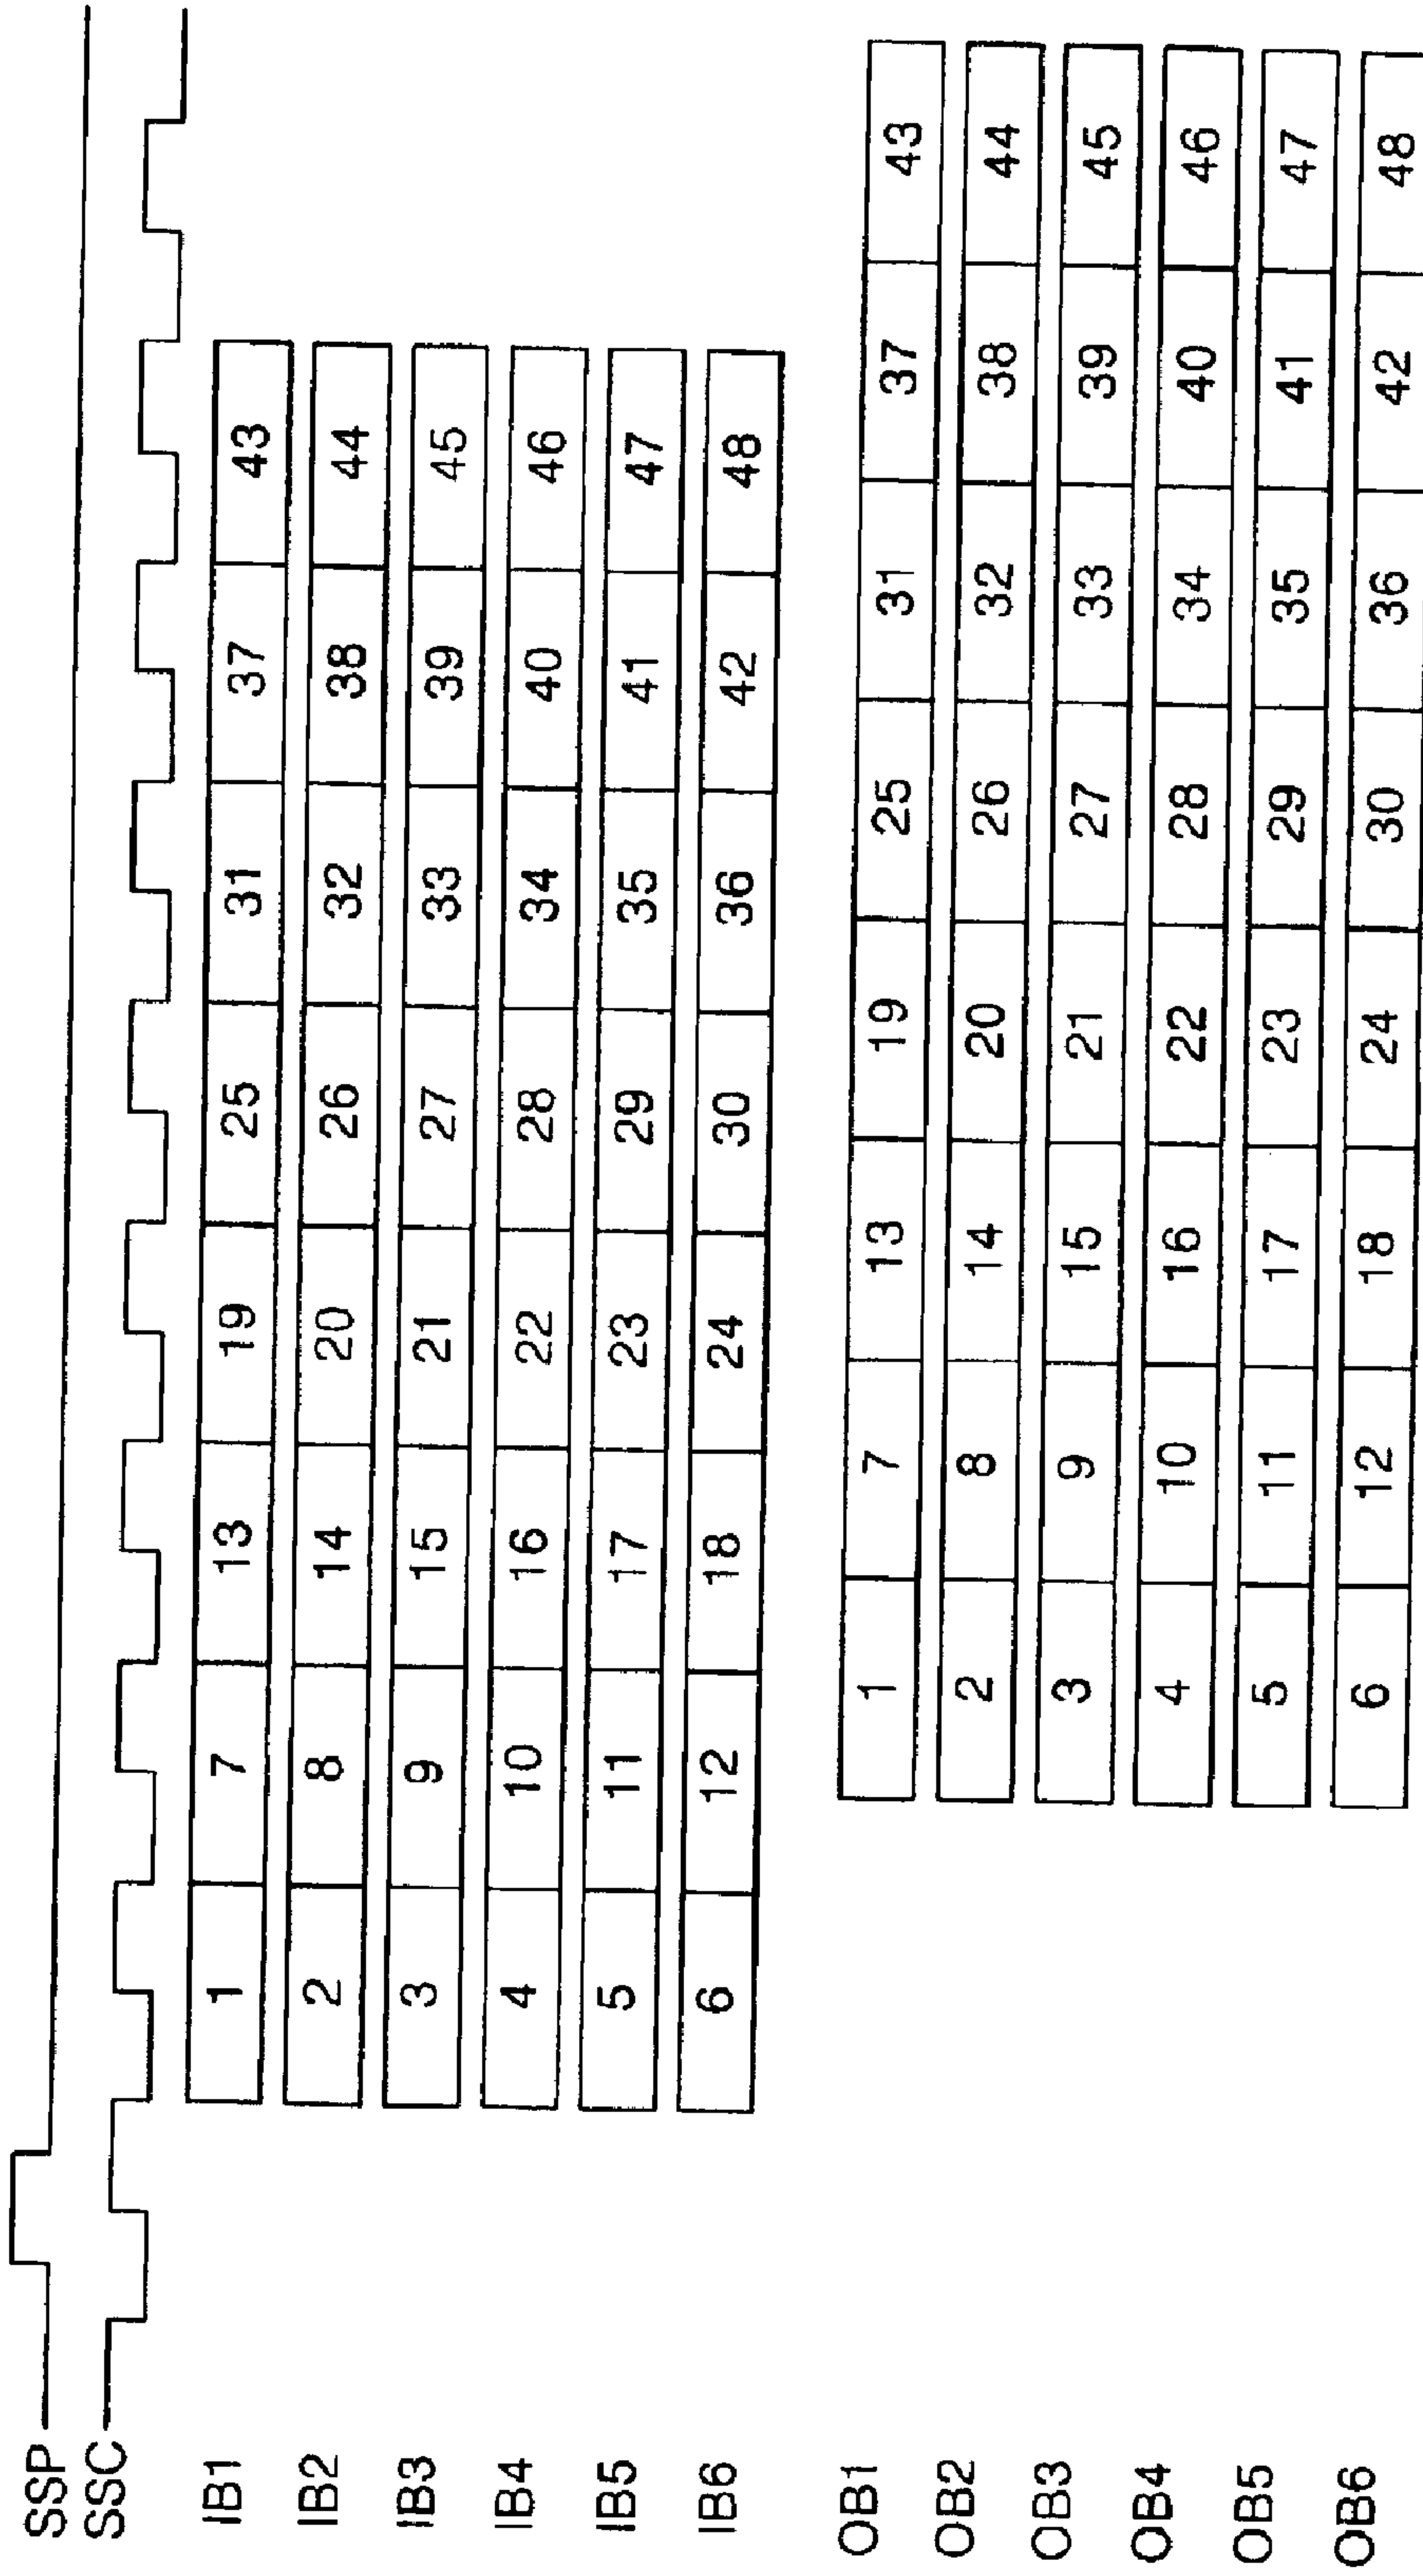 SSP
SSC
IB1 1 7 13 19 25 31 37 43
IB2 2 8 14 20 26 32 38 44
IB3 3 9 15 21 27 33 39 45
IB4 4 10 16 22 28 34 40 46
IB5 5 11 17 23 29 35 41 47
IB6 6 12 18 24 30 36 42 48
OB1 1 7 13 19 25 31 37 43
OB2 2 8 14 20 26 32 38 44
OB3 3 9 15 21 27 33 39 45
OB4 4 10 16 22 28 34 40 46
OB5 5 11 17 23 29 35 41 47
OB6 6 12 18 24 30 36 42 48